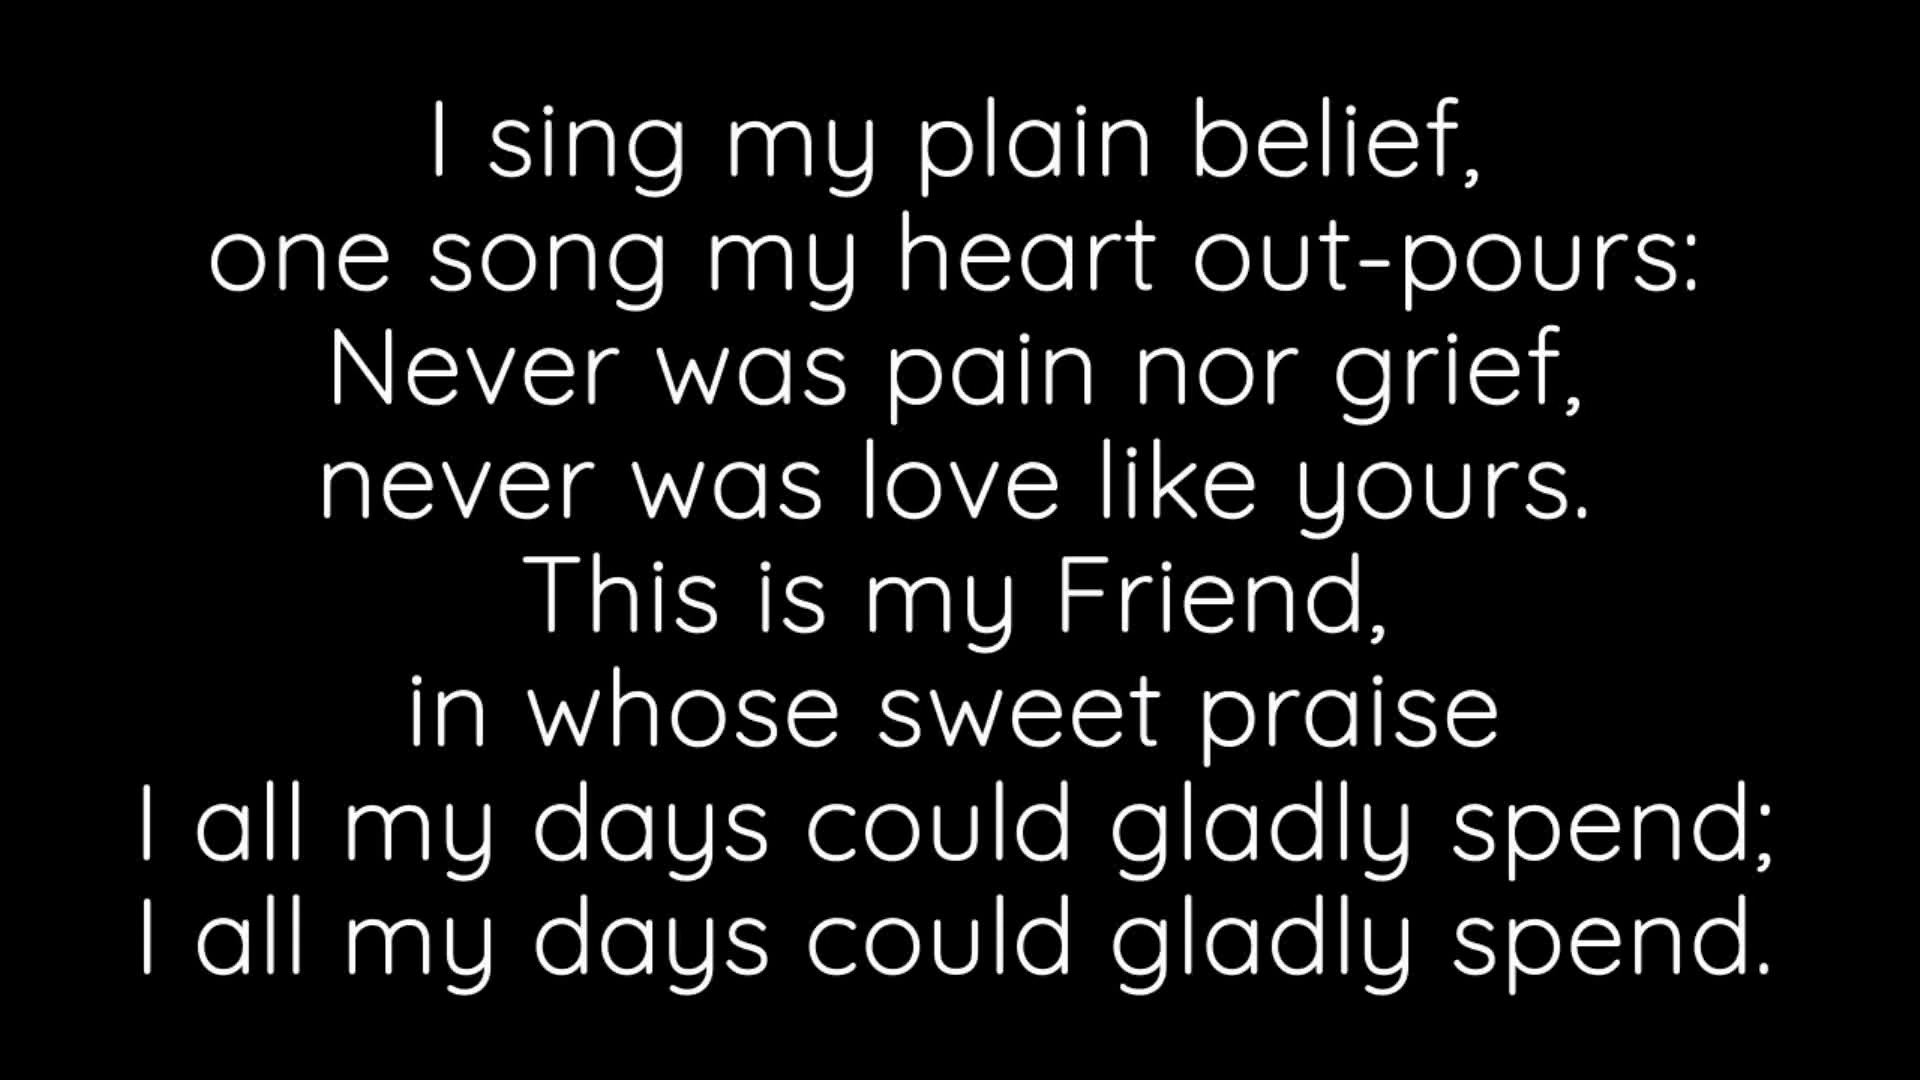 I sing my plain belief,
one song my heart out-pours:
Never was pain nor grief,
never was love like yours.
This is my Friend,
in whose sweet praise
I all my days could gladly spend;
I all my days could gladly spend.